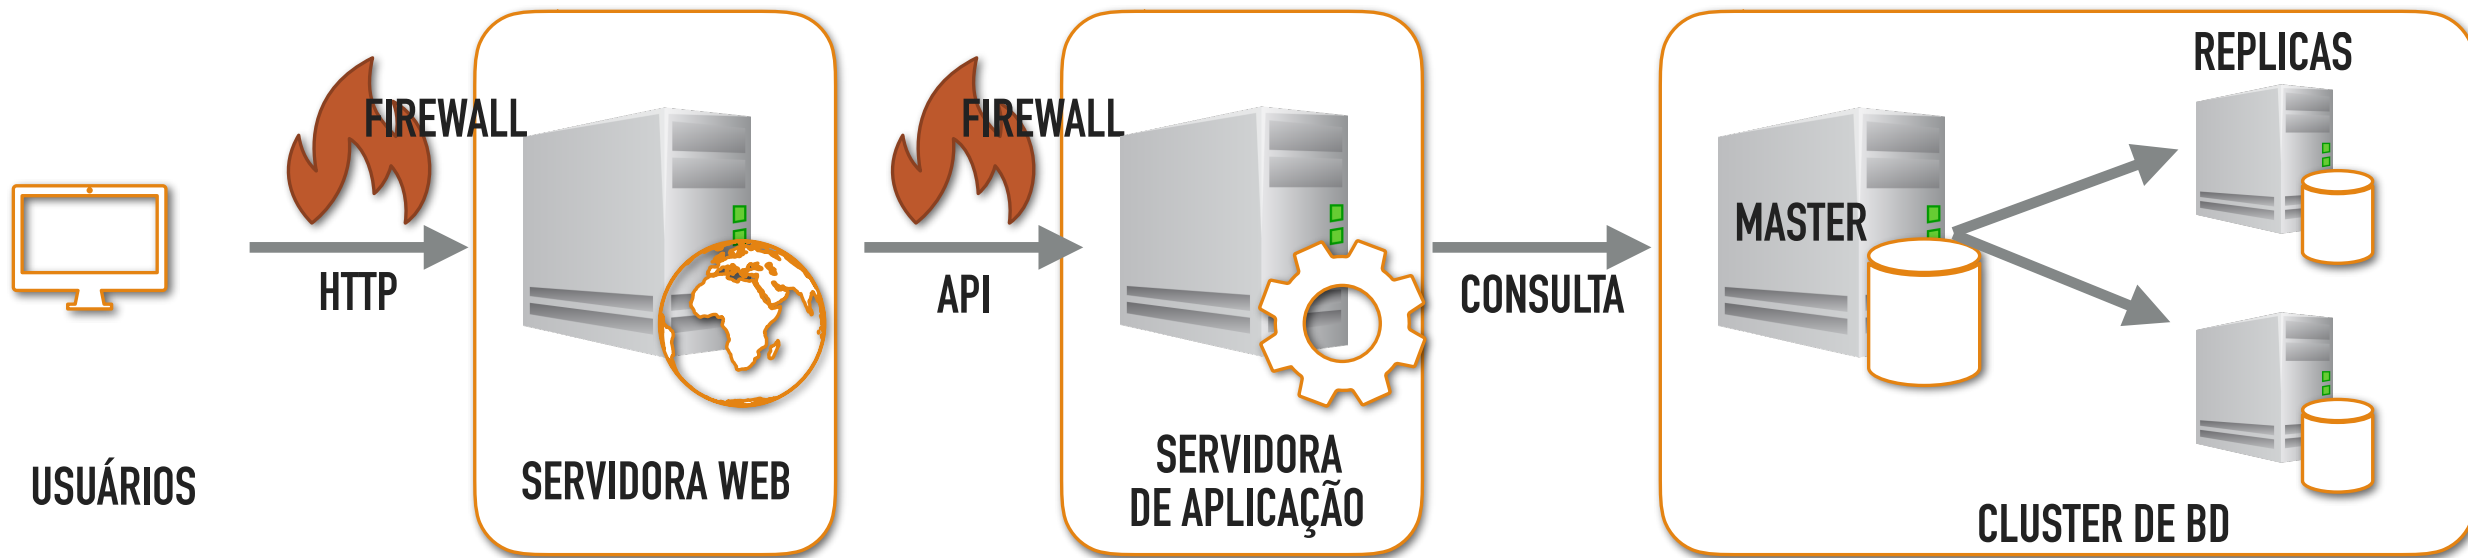 USUÁRIOS
FIREWALL
HTTP
SERVIDORA WEB
FIREWALL
API
SERVIDORA
DE APLICAÇÃO
CONSULTA
MASTER
REPLICAS
CLUSTER DE BD